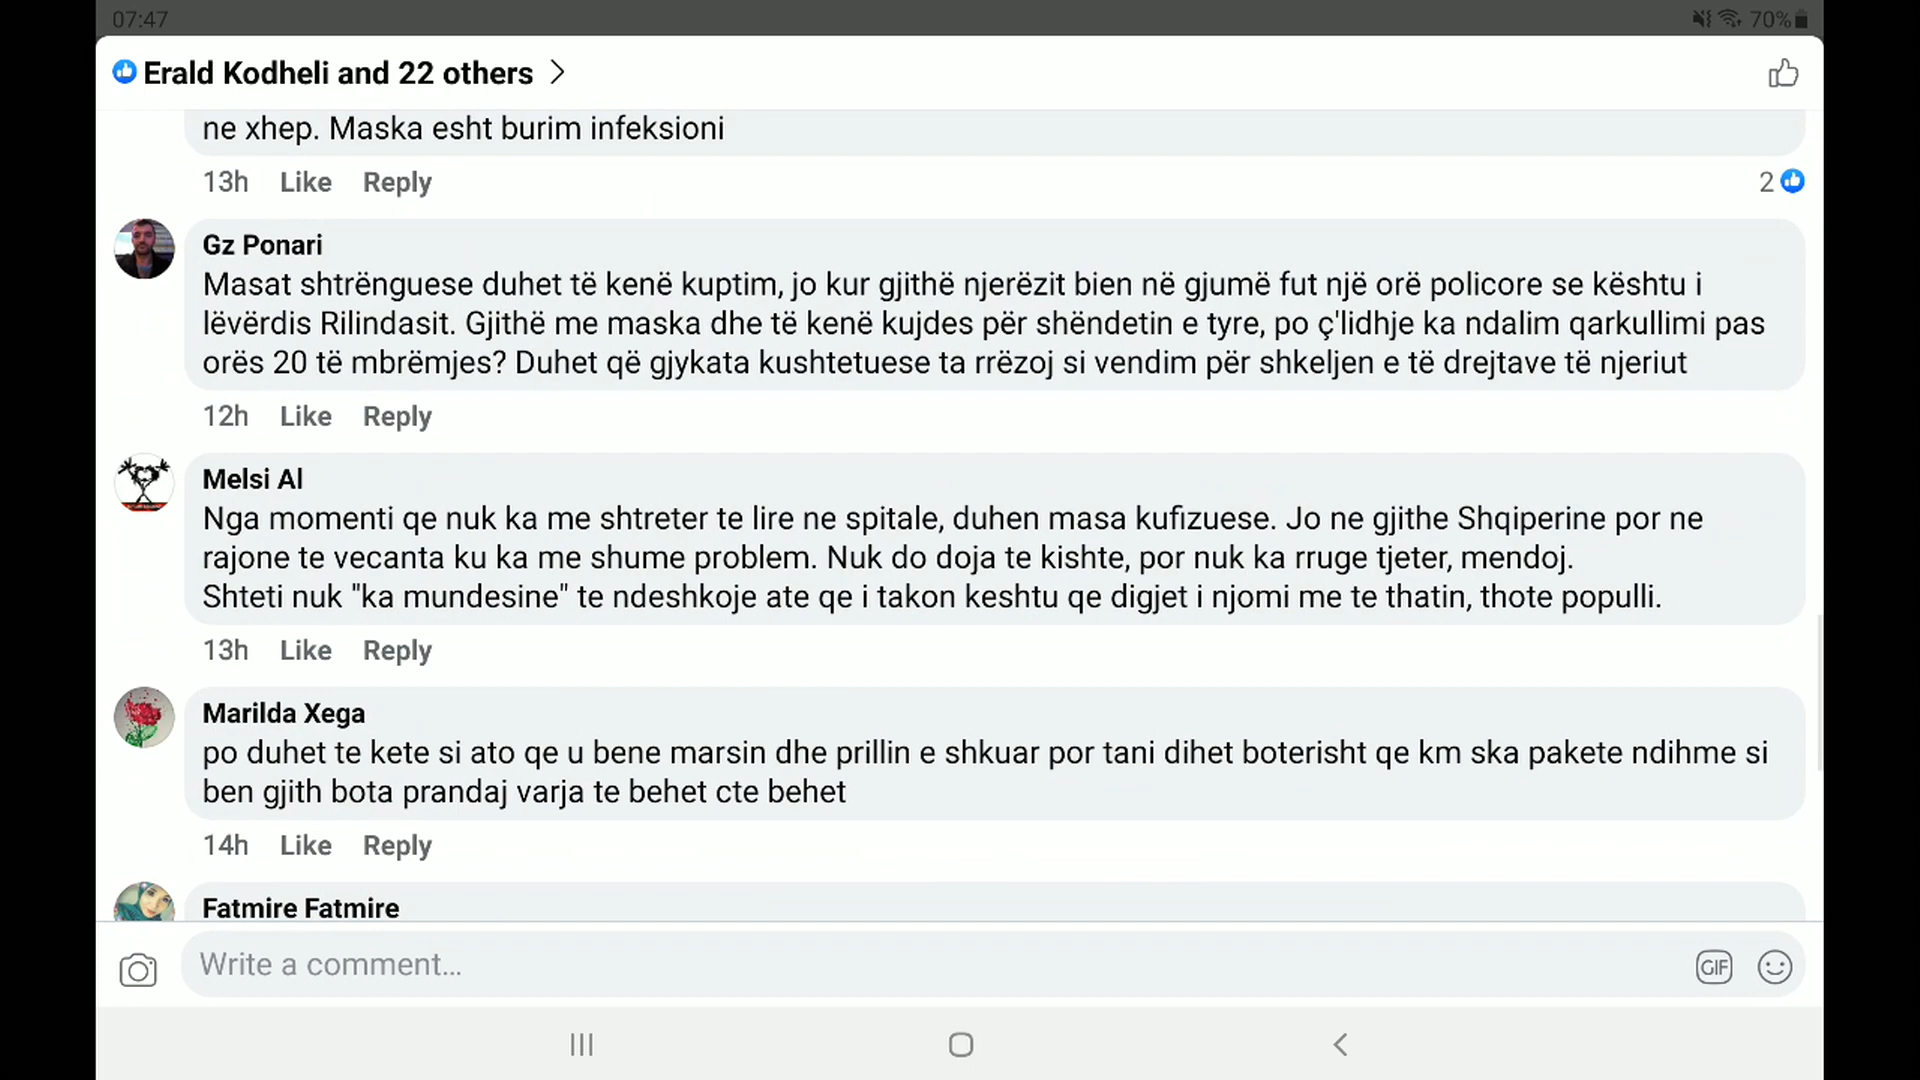 07:47
70%
Erald Kodheli and 22 others
ne xhep. Maska esht burim infeksioni
13h Like Reply
2
Gz Ponari
Masat shtrënguese duhet të kenë kuptim, jo kur gjithë njerëzit bien në gjumë fut një orë policore se kështu i
lëvërdis Rilindasit. Gjithë me maska dhe të kenë kujdes për shëndetin e tyre, po ç'lidhje ka ndalim qarkullimi pas
orës 20 të mbrëmjes? Duhet që gjykata kushtetuese ta rrëzoj si vendim për shkeljen e të drejtave të njeriut
12h Like Reply
Melsi Al
Nga momenti qe nuk ka me shtreter te lire ne spitale, duhen masa kufizuese. Jo ne gjithe Shqiperine por ne
rajone te vecanta ku ka me shume problem. Nuk do doja te kishte, por nuk ka rruge tjeter, mendoj.
Shteti nuk "ka mundesine" te ndeshkoje ate qe i takon keshtu qe digjet i njomi me te thatin, thote populli.
13h Like Reply
Marilda Xega
po duhet te kete si ato qe u bene marsin dhe prillin e shkuar por tani dihet boterisht qe km ska pakete ndihme si
ben gjith bota prandaj varja te behet cte behet
14h Like Reply
Fatmire Fatmire
Write a comment...
GIF